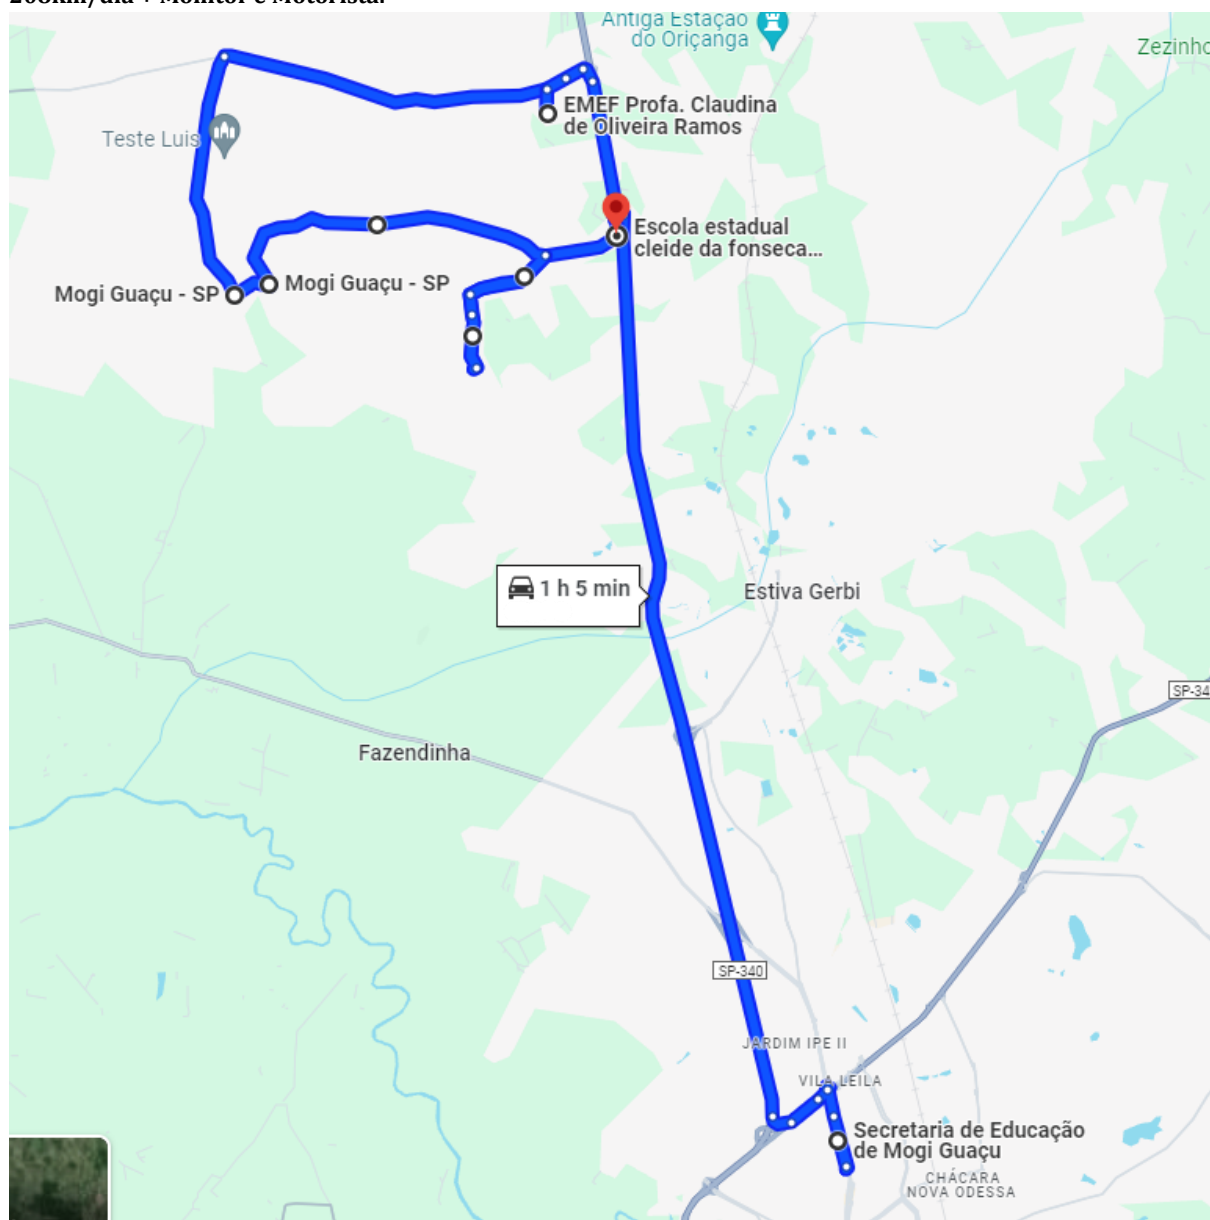 Antiga Estação
do Oriçanga
Zezinho
EMEF Profa. Claudina
de Oliveira Ramos
Teste Luis
Escola estadual
cleide da fonseca...
Mogi Guaçu - SP
Mogi Guaçu - SP
1 h 5 min
Estiva Gerbi
SP-34
Fazendinha
SP-340
JARDIM IPE II
VILA LEILA
Secretaria de Educação
de Mogi Guaçu
CHÁCARA
NOVA ODESSA